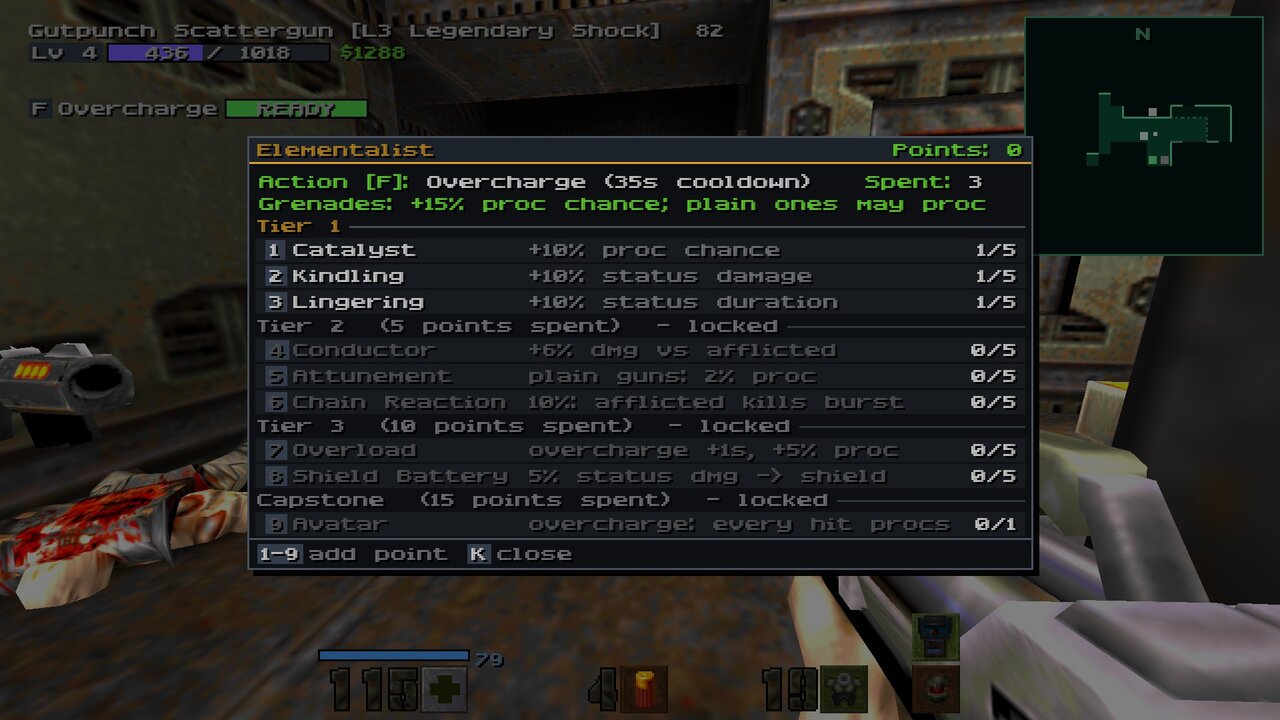 Gutpunch Scattergun [L3 Legendary Shock] 82
Lv 4 436 / 1018 $1288
N
F Overcharge READY
Elementalist Points: 0
Action [F]: Overcharge (35s cooldown) Spent: 3
Grenades: +15% proc chance; plain ones may proc
Tier 1
1 Catalyst +10% proc chance 1/5
2 Kindling +10% status damage 1/5
3 Lingering +10% status duration 1/5
Tier 2 (5 points spent) - locked
4 Conductor +6% dmg vs afflicted 0/5
5 Attunement plain guns: 2% proc 0/5
6 Chain Reaction 10%: afflicted kills burst 0/5
Tier 3 (10 points spent) - locked
7 Overload overcharge +1s, +5% proc 0/5
8 Shield Battery 5% status dmg -> shield 0/5
Capstone (15 points spent) - locked
9 Avatar overcharge: every hit procs 0/1
1-9 add point K close
79
115 4 19